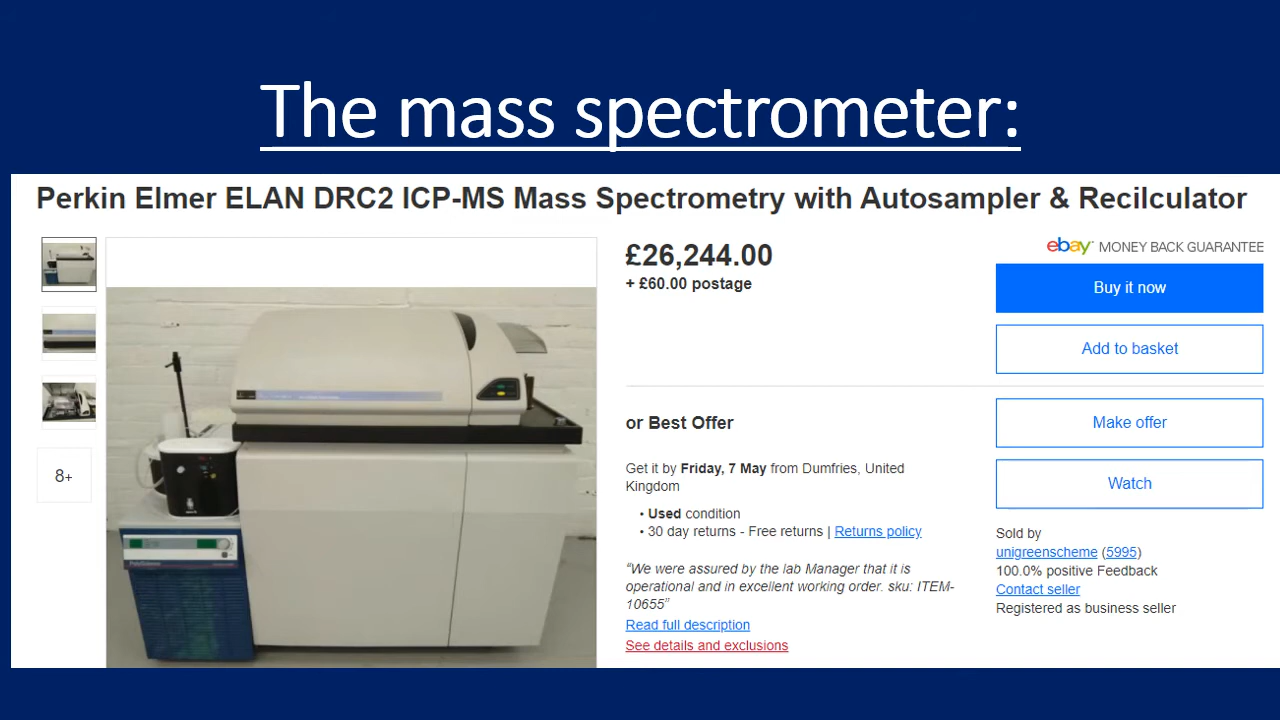 The mass spectrometer:
Perkin Elmer ELAN DRC2 ICP-MS Mass Spectrometry with Autosampler & Recilculator
8+
£26,244.00
+ £60.00 postage
or Best Offer
Get it by Friday, 7 May from Dumfries, United
Kingdom
• Used condition
• 30 day returns - Free returns | Returns policy
"We were assured by the lab Manager that it is
operational and in excellent working order. sku: ITEM-
10655"
Read full description
See details and exclusions
ebay MONEY BACK GUARANTEE
Buy it now
Add to basket
Make offer
Watch
Sold by
unigreenscheme (5995)
100.0% positive Feedback
Contact seller
Registered as business seller
PolyScience